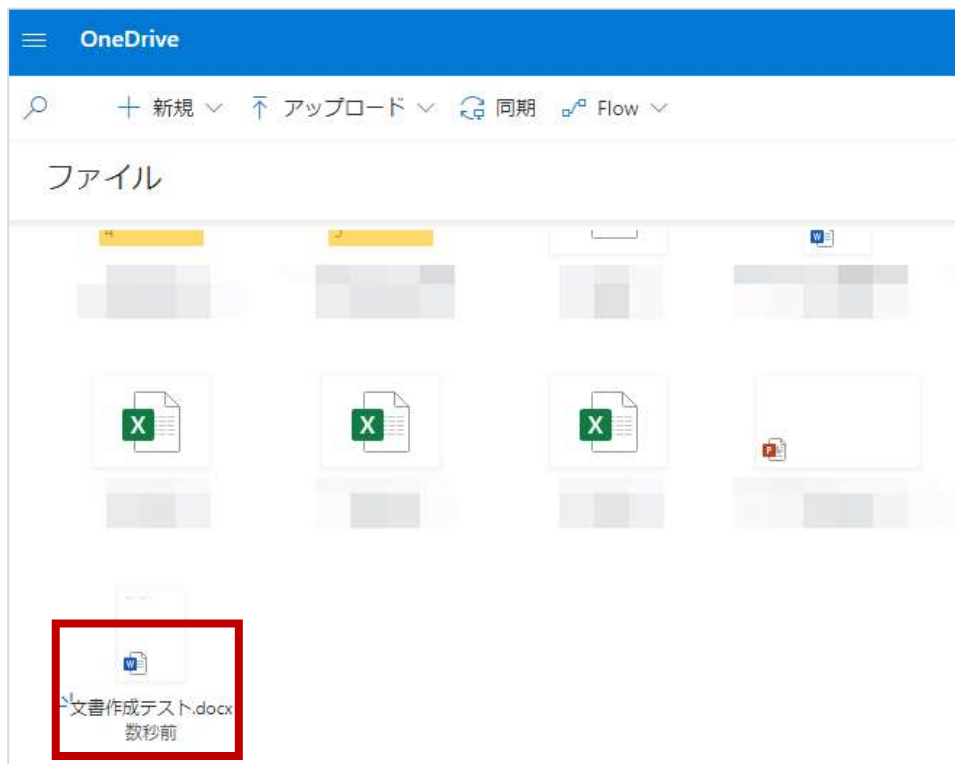 OneDrive
新規 アップロード 同期 Flow
ファイル
X X X P
W
文書作成テスト.docx
数秒前